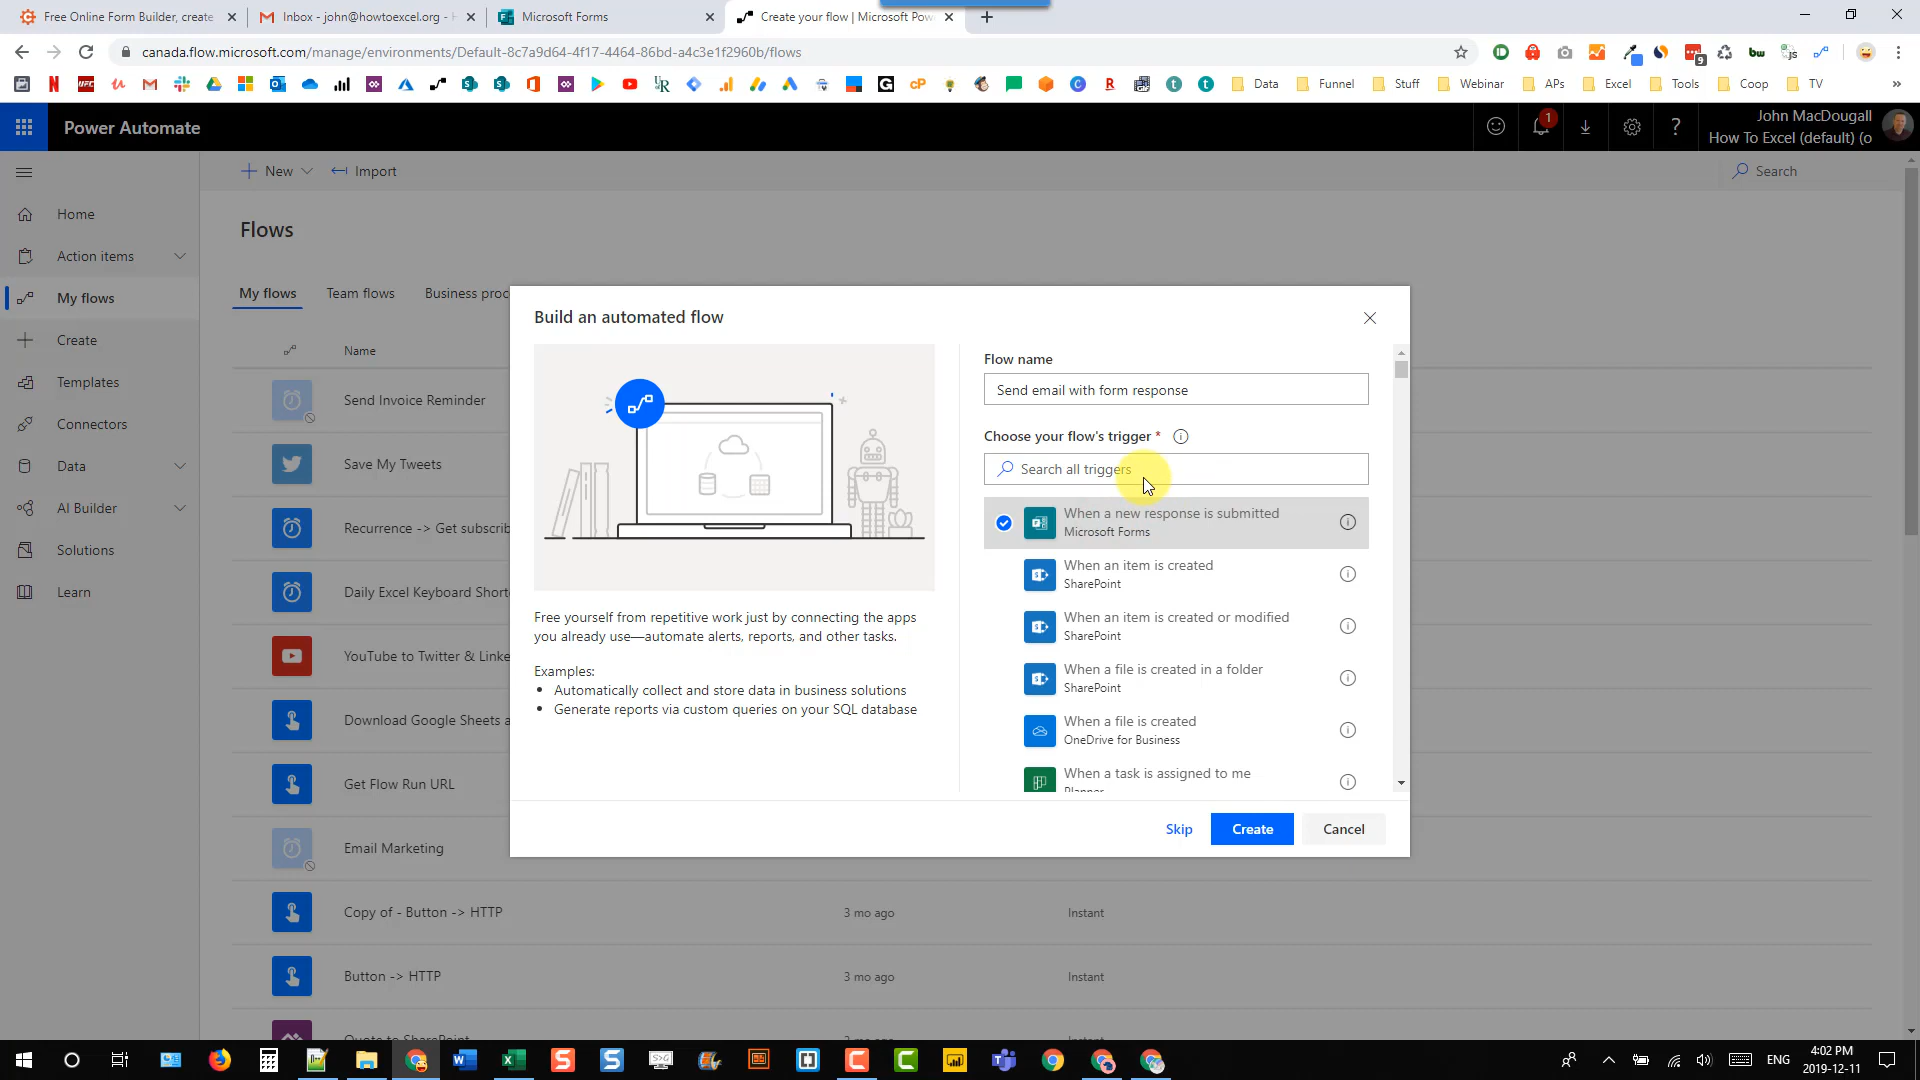 Free Online Form Builder, create
Inbox - john@howtoexcel.org - H
Microsoft Forms
Create your flow | Microsoft Pow
canada.flow.microsoft.com/manage/environments/Default-8c7a9d64-4f17-4464-86bd-a4c3e1f2960b/flows
Data
Funnel
Stuff
Webinar
APs
Excel
Tools
Coop
TV
Power Automate
1
?
John MacDougall
How To Excel (default) (o
New
Import
Search
Home
Action items
My flows
Create
Templates
Connectors
Data
AI Builder
Solutions
Learn
Flows
My flows
Team flows
Business proc
Name
Send Invoice Reminder
Save My Tweets
Recurrence -> Get subscrib
Daily Excel Keyboard Short
YouTube to Twitter & Linke
Download Google Sheets a
Get Flow Run URL
Email Marketing
Copy of - Button -> HTTP
3 mo ago
Instant
Button -> HTTP
3 mo ago
Instant
Quote to SharePoint
Build an automated flow
Free yourself from repetitive work just by connecting the apps
you already use—automate alerts, reports, and other tasks.
Examples:
• Automatically collect and store data in business solutions
• Generate reports via custom queries on your SQL database
Flow name
Send email with form response
Choose your flow's trigger *
Search all triggers
When a new response is submitted
Microsoft Forms
When an item is created
SharePoint
When an item is created or modified
SharePoint
When a file is created in a folder
SharePoint
When a file is created
OneDrive for Business
When a task is assigned to me
Planner
Skip
Create
Cancel
ENG
4:02 PM
2019-12-11